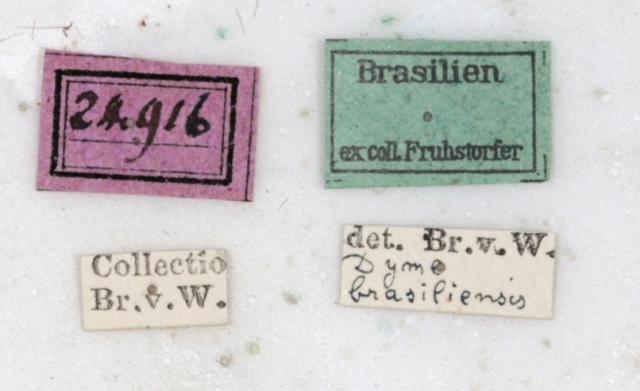 24916
Brasilien
ex coll. Fruhstorfer
Collectio
Br. v. W.
det. Br. v. W.
Dyme
brasiliensis